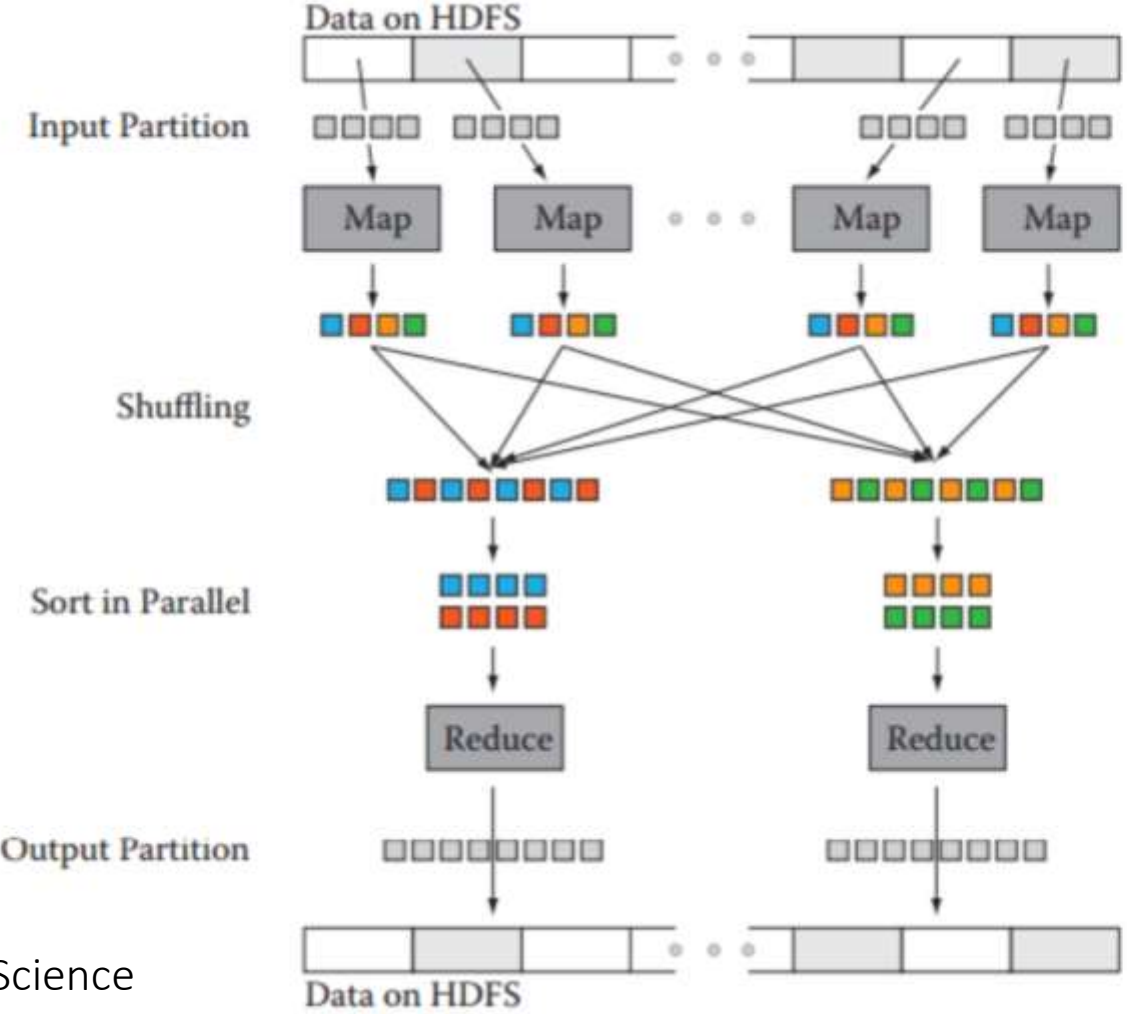 Data on HDFS
Input Partition
Map
Map
Map
Map
Shuffling
Sort in Parallel
Reduce
Reduce
Output Partition
Science
Data on HDFS